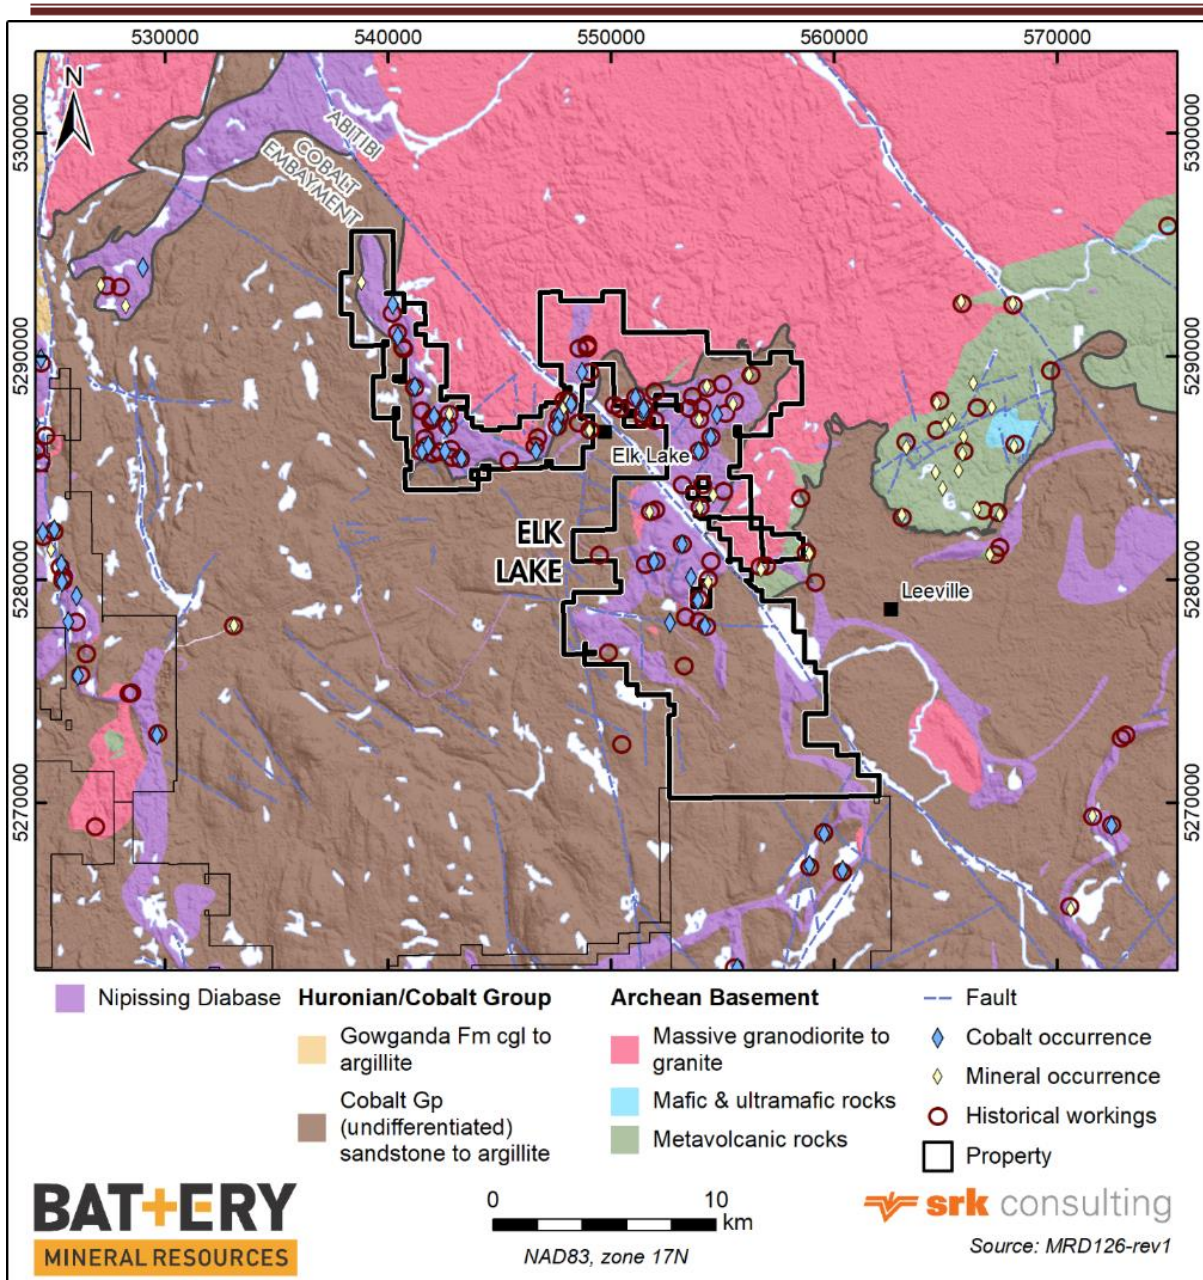 530000 540000 550000 560000 570000
N
5300000
5300000
ABITIBI
COBALT
EMBAYMENT
5290000
5290000
Elk Lake
ELK
LAKE
5280000
5280000
Leeville
5270000
5270000
Nipissing Diabase
Huronian/Cobalt Group
Gowganda Fm cgl to
argillite
Cobalt Gp
(undifferentiated)
sandstone to argillite
Archean Basement
Massive granodiorite to
granite
Mafic & ultramafic rocks
Metavolcanic rocks
Fault
Cobalt occurrence
Mineral occurrence
Historical workings
Property
BATTERY
MINERAL RESOURCES
0 10
km
NAD83, zone 17N
srk consulting
Source: MRD126-rev1